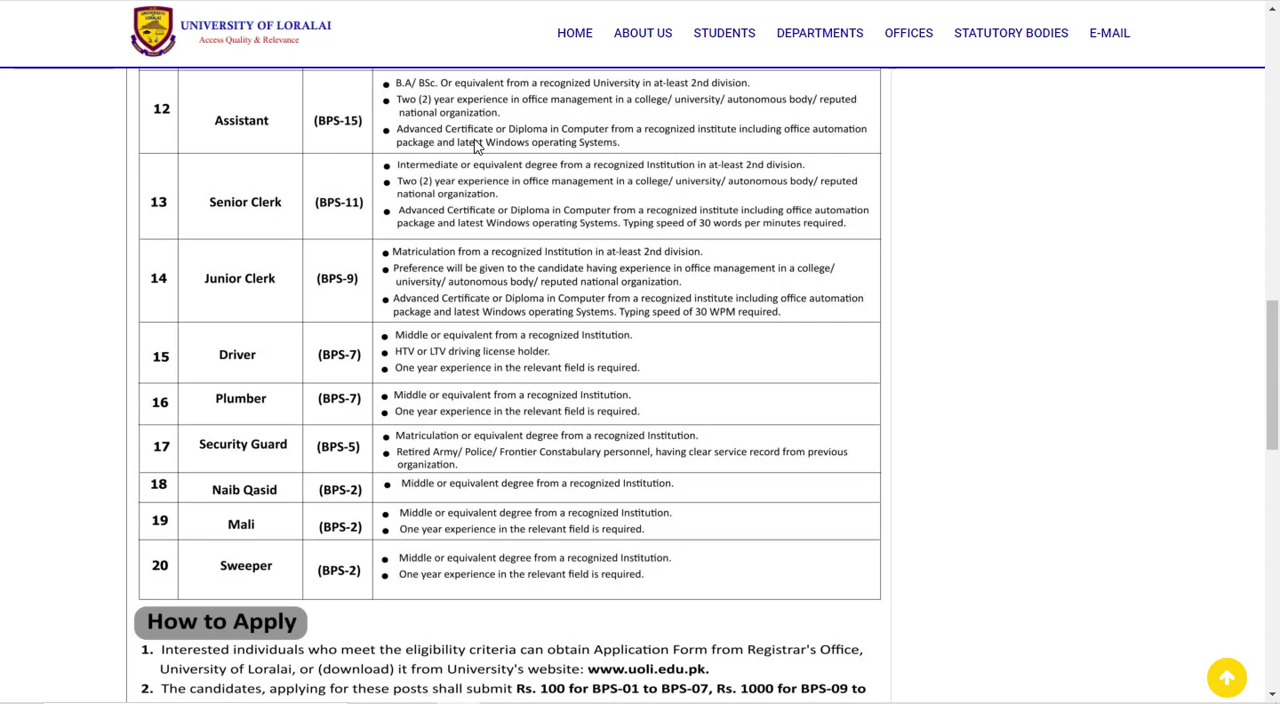 UNIVERSITY OF LORALAI
Access Quality & Relevance
HOME ABOUT US STUDENTS DEPARTMENTS OFFICES STATUTORY BODIES E-MAIL
12 Assistant (BPS-15)
● B.A/ BSc. Or equivalent from a recognized University in at-least 2nd division.
● Two (2) year experience in office management in a college/ university/ autonomous body/ reputed
national organization.
● Advanced Certificate or Diploma in Computer from a recognized institute including office automation
package and latest Windows operating Systems.
13 Senior Clerk (BPS-11)
● Intermediate or equivalent degree from a recognized Institution in at-least 2nd division.
● Two (2) year experience in office management in a college/ university/ autonomous body/ reputed
national organization.
● Advanced Certificate or Diploma in Computer from a recognized institute including office automation
package and latest Windows operating Systems. Typing speed of 30 words per minutes required.
14 Junior Clerk (BPS-9)
● Matriculation from a recognized Institution in at-least 2nd division.
● Preference will be given to the candidate having experience in office management in a college/
university/ autonomous body/ reputed national organization.
● Advanced Certificate or Diploma in Computer from a recognized institute including office automation
package and latest Windows operating Systems. Typing speed of 30 WPM required.
15 Driver (BPS-7)
● Middle or equivalent from a recognized Institution.
● HTV or LTV driving license holder.
● One year experience in the relevant field is required.
16 Plumber (BPS-7)
● Middle or equivalent from a recognized Institution.
● One year experience in the relevant field is required.
17 Security Guard (BPS-5)
● Matriculation or equivalent degree from a recognized Institution.
● Retired Army/ Police/ Frontier Constabulary personnel, having clear service record from previous
organization.
18 Naib Qasid (BPS-2)
● Middle or equivalent degree from a recognized Institution.
19 Mali (BPS-2)
● Middle or equivalent degree from a recognized Institution.
● One year experience in the relevant field is required.
20 Sweeper (BPS-2)
● Middle or equivalent degree from a recognized Institution.
● One year experience in the relevant field is required.
How to Apply
1. Interested individuals who meet the eligibility criteria can obtain Application Form from Registrar's Office,
University of Loralai, or (download) it from University's website: www.uoli.edu.pk.
2. The candidates, applying for these posts shall submit Rs. 100 for BPS-01 to BPS-07, Rs. 1000 for BPS-09 to